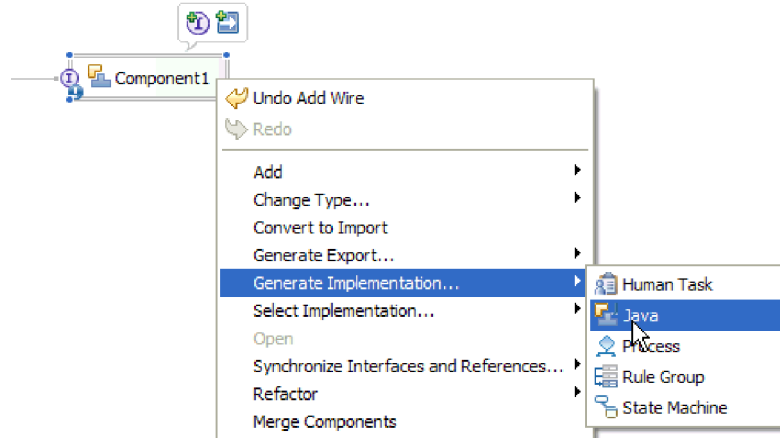 Component1
Undo Add Wire
Redo
Add
Change Type...
Convert to Import
Generate Export...
Generate Implementation...
Select Implementation...
Open
Synchronize Interfaces and References...
Refactor
Merge Components
Human Task
Java
Process
Rule Group
State Machine